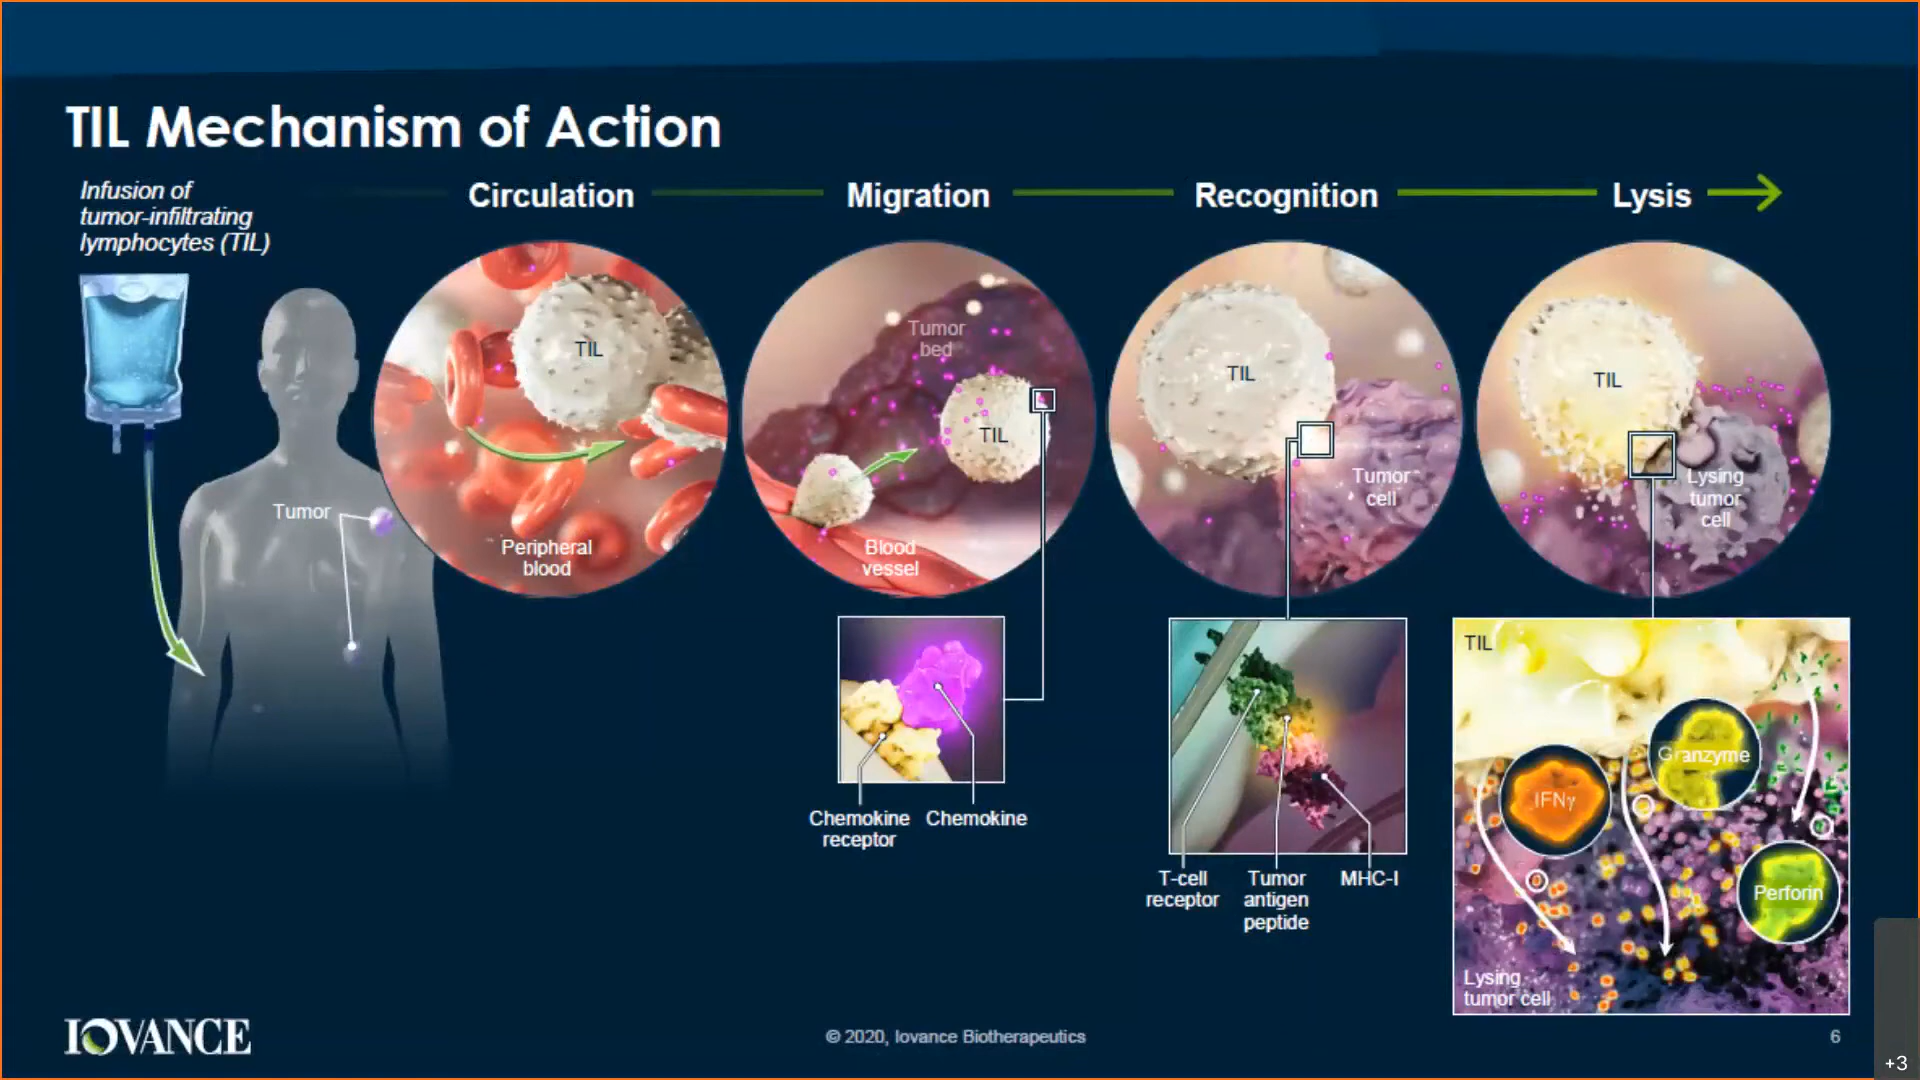 TIL Mechanism of Action
Infusion of
tumor-infiltrating
lymphocytes (TIL)
Circulation
Migration
Recognition
Lysis
Tumor
TIL
Peripheral
blood
Tumor
bed
TIL
Blood
vessel
Chemokine
receptor
Chemokine
TIL
Tumor
cell
T-cell
receptor
Tumor
antigen
peptide
MHC-I
TIL
Lysing
tumor
cell
TIL
Granzyme
IFNγ
Perforin
Lysing
tumor cell
IOVANCE
© 2020, Iovance Biotherapeutics
6
+3